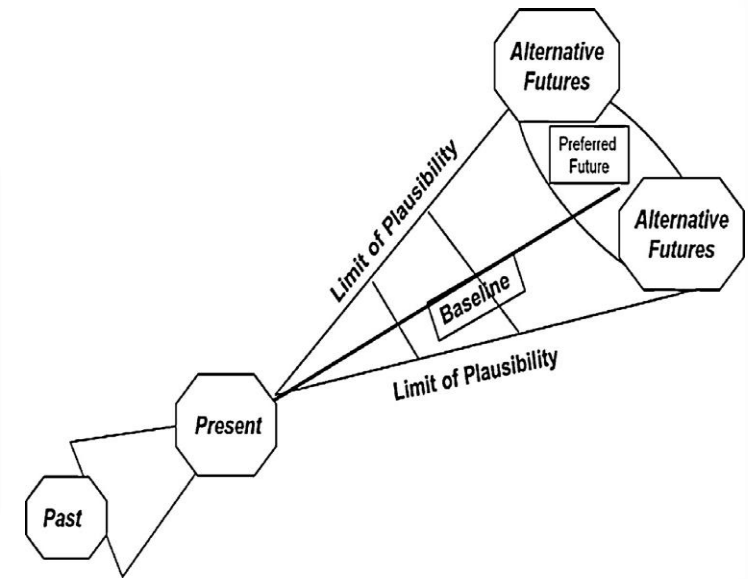 Alternative
Futures
Preferred
Future
Alternative
Futures
Limit of Plausibility
Baseline
Limit of Plausibility
Present
Past